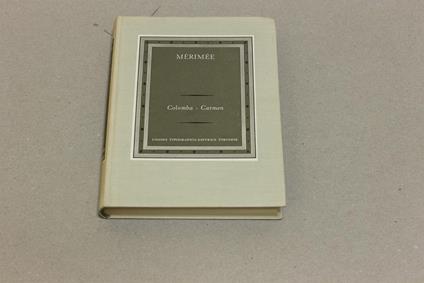 MÉRIMÉE
Colomba - Carmen
UNIONE TIPOGRAFICO-EDITRICE TORINESE